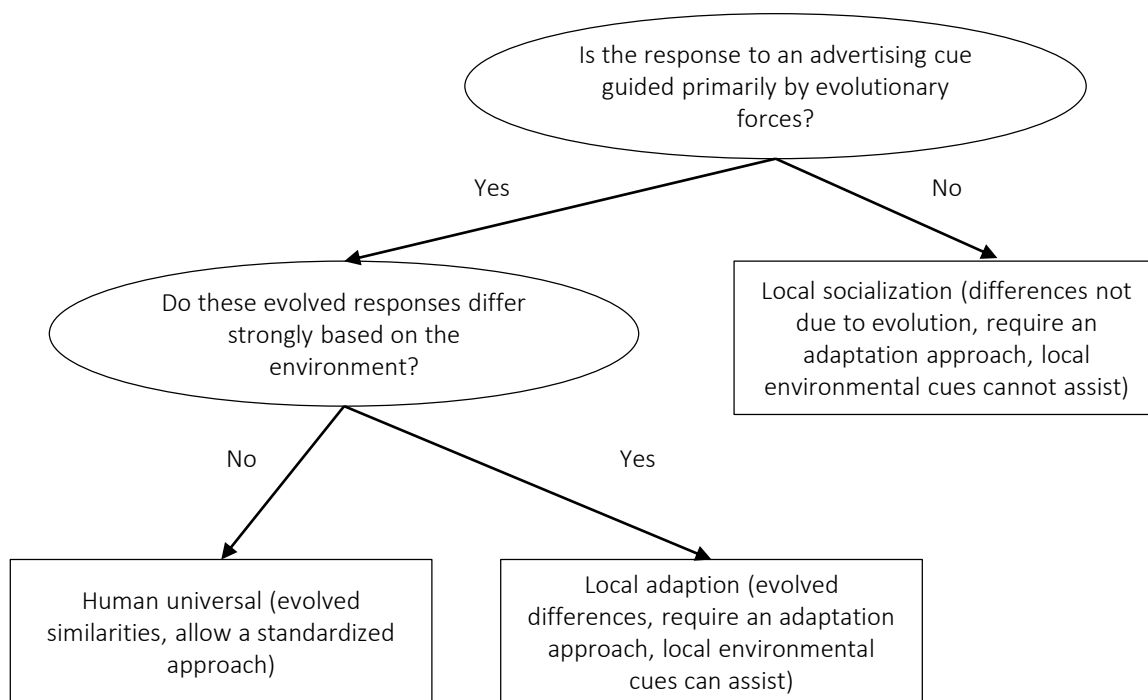 Is the response to an advertising cue
guided primarily by evolutionary
forces?
Yes
No
Do these evolved responses differ
strongly based on the
environment?
Local socialization (differences not
due to evolution, require an
adaptation approach, local
environmental cues cannot assist)
No
Yes
Human universal (evolved
similarities, allow a standardized
approach)
Local adaption (evolved
differences, require an adaptation
approach, local environmental
cues can assist)